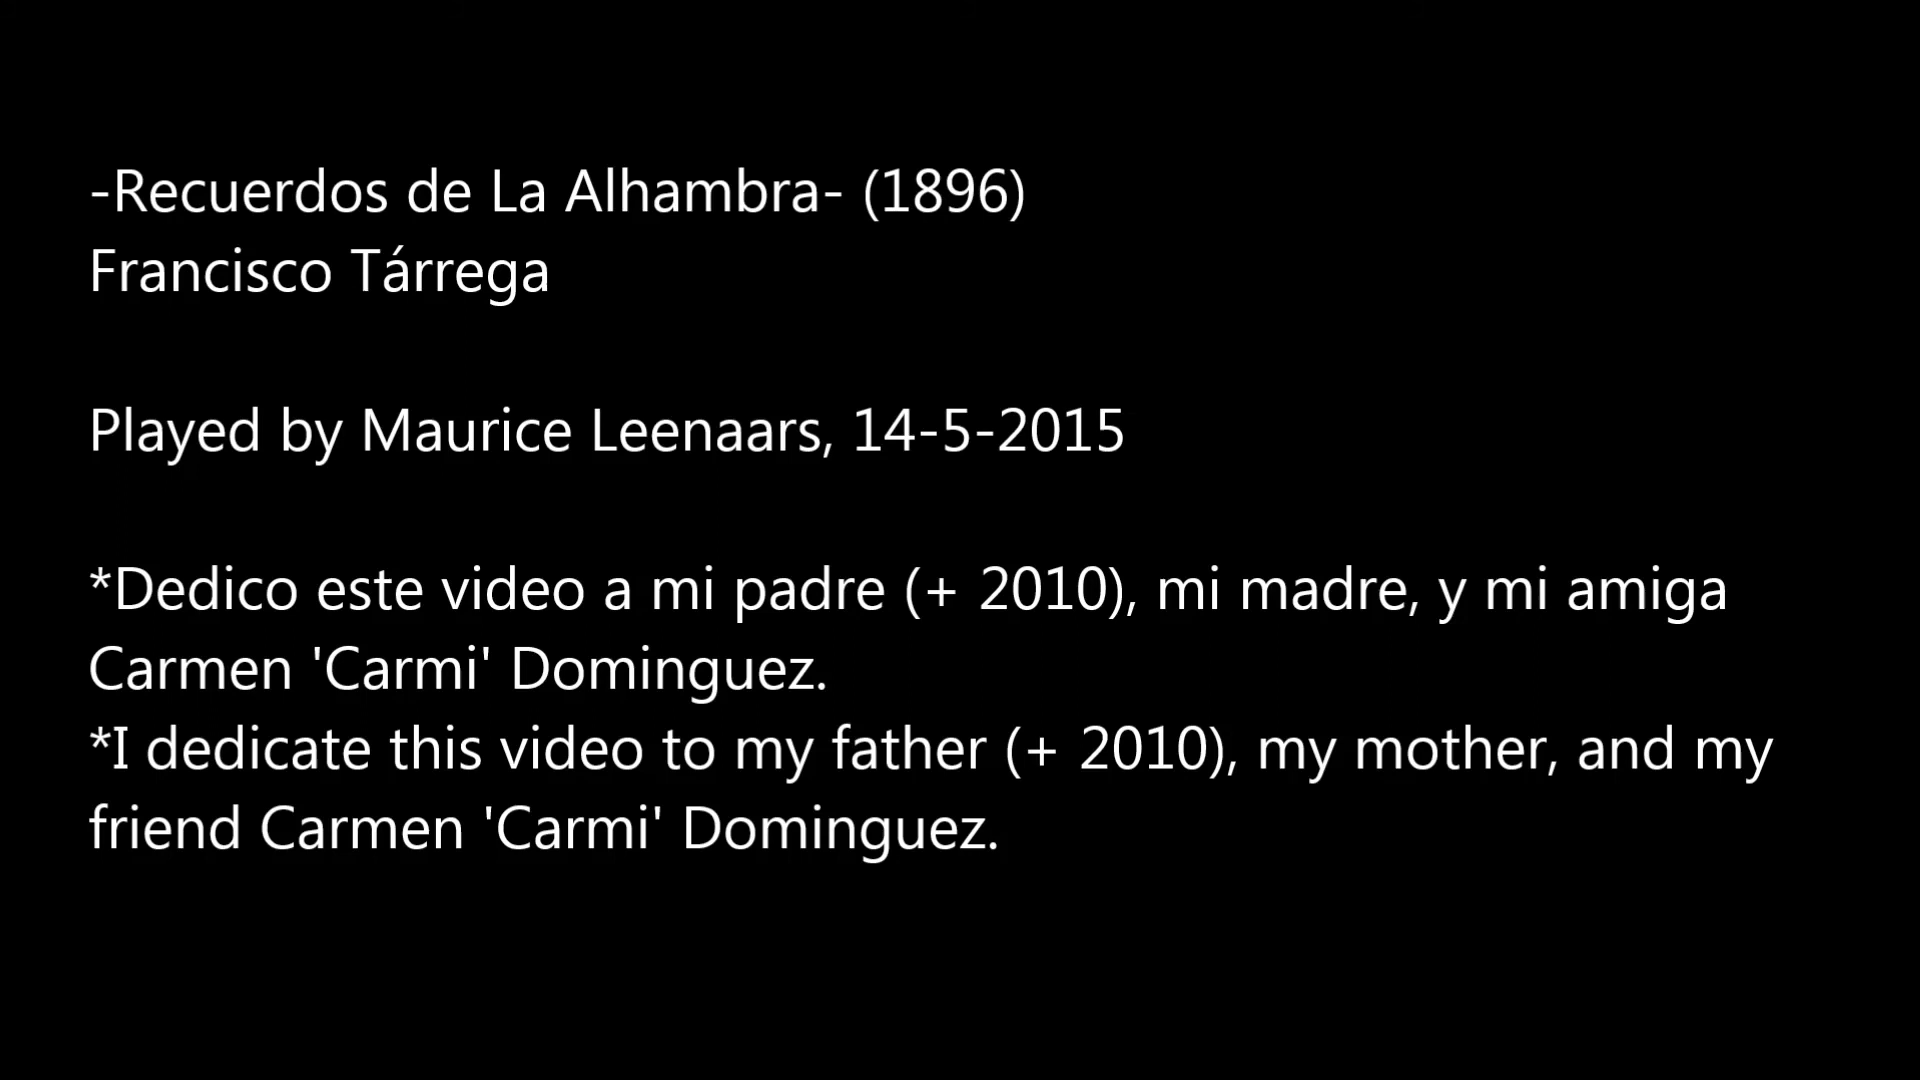 -Recuerdos de La Alhambra- (1896)
Francisco Tárrega
Played by Maurice Leenaars, 14-5-2015
*Dedico este video a mi padre (+ 2010), mi madre, y mi amiga
Carmen 'Carmi' Dominguez.
*I dedicate this video to my father (+ 2010), my mother, and my
friend Carmen 'Carmi' Dominguez.